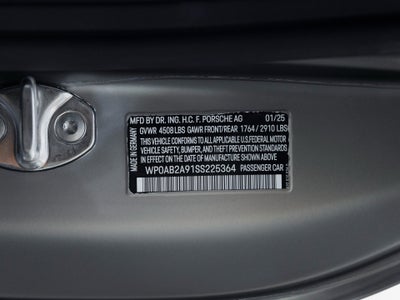 MADE IN GERMANY
MFD BY DR. ING. H.C. F. PORSCHE AG 01/25
GVWR 4508 LBS GAWR FRONT/REAR 1764 / 2910 LBS
THIS VEHICLE CONFORMS TO ALL
APPLICABLE U.S. FEDERAL MOTOR
VEHICLE SAFETY, BUMPER, AND THEFT
PREVENTION STANDARDS IN EFFECT
ON THE DATE OF MANUFACTURE
SHOWN ABOVE
WP0AB2A91SS225364 PASSENGER CAR